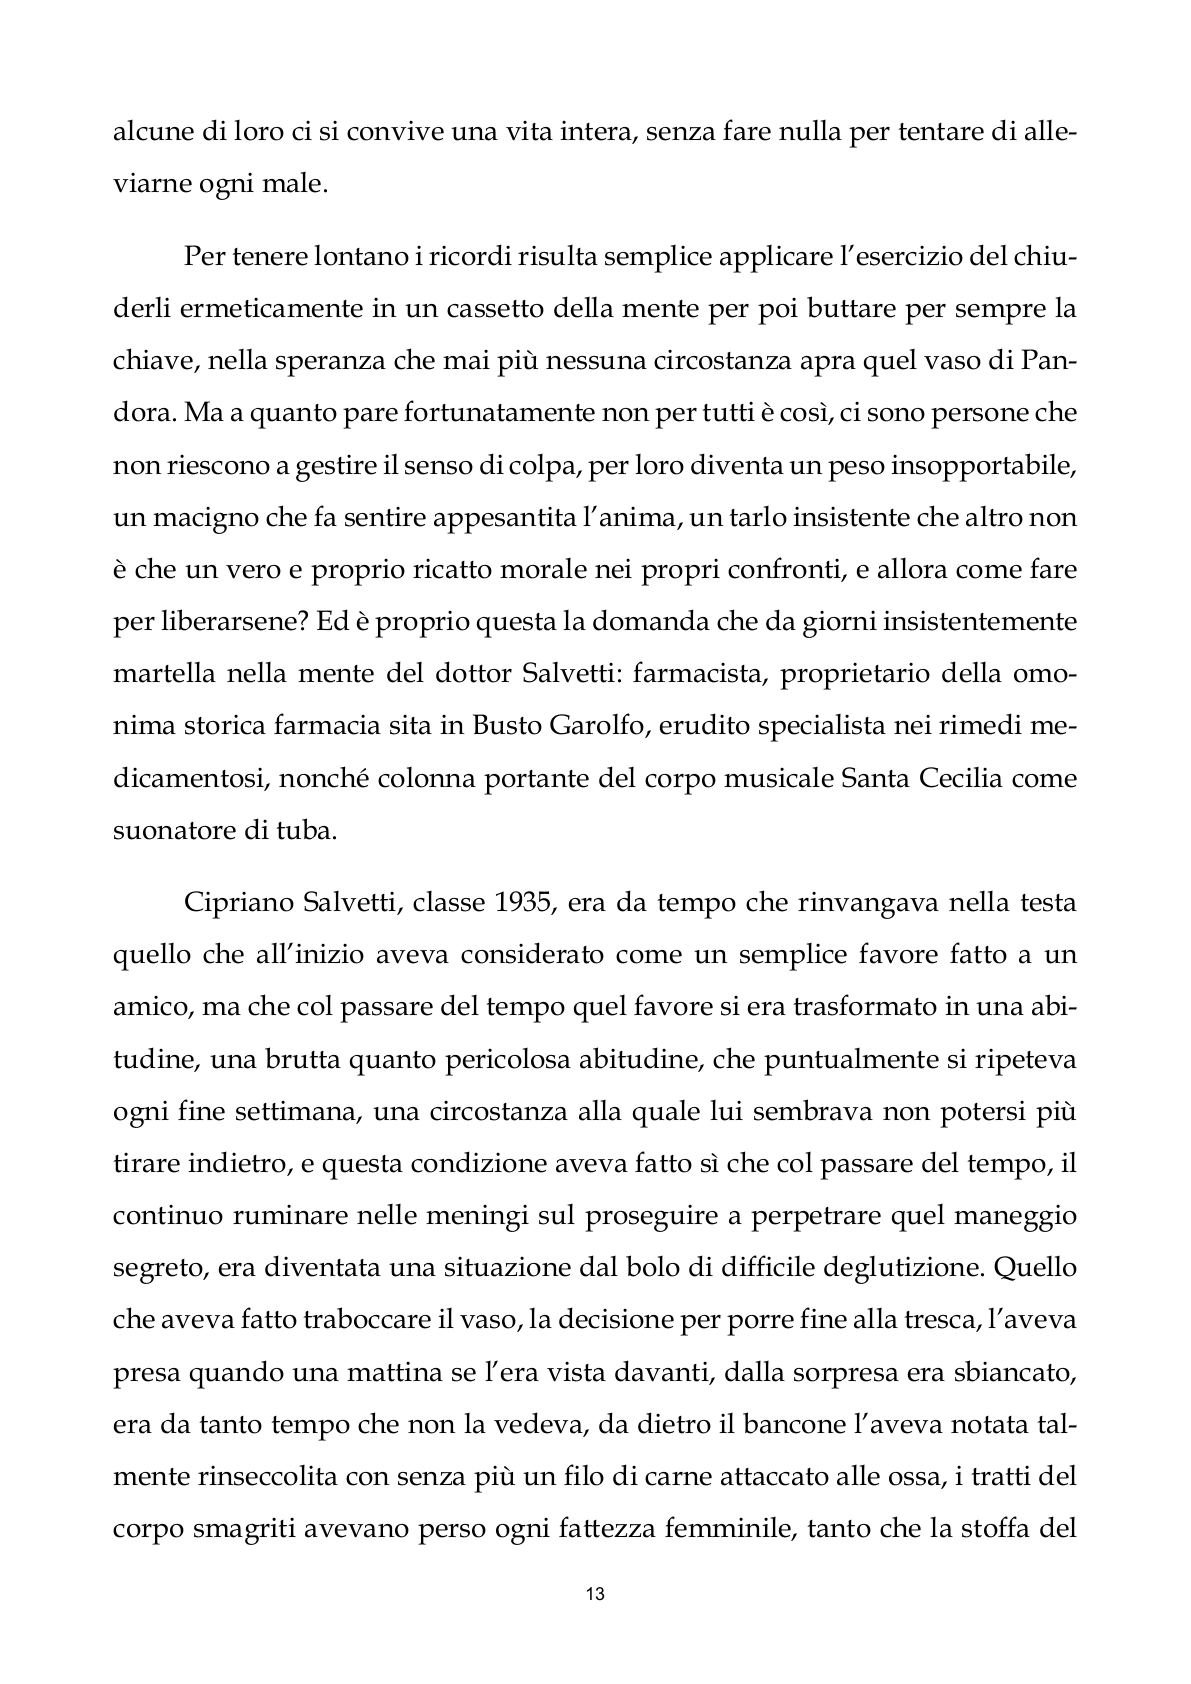 alcune di loro ci si convive una vita intera, senza fare nulla per tentare di alle-
viarne ogni male.
Per tenere lontano i ricordi risulta semplice applicare l’esercizio del chiu-
derli ermeticamente in un cassetto della mente per poi buttare per sempre la
chiave, nella speranza che mai più nessuna circostanza apra quel vaso di Pan-
dora. Ma a quanto pare fortunatamente non per tutti è così, ci sono persone che
non riescono a gestire il senso di colpa, per loro diventa un peso insopportabile,
un macigno che fa sentire appesantita l’anima, un tarlo insistente che altro non
è che un vero e proprio ricatto morale nei propri confronti, e allora come fare
per liberarsene? Ed è proprio questa la domanda che da giorni insistentemente
martella nella mente del dottor Salvetti: farmacista, proprietario della omo-
nima storica farmacia sita in Busto Garolfo, erudito specialista nei rimedi me-
dicamentosi, nonché colonna portante del corpo musicale Santa Cecilia come
suonatore di tuba.
Cipriano Salvetti, classe 1935, era da tempo che rinvangava nella testa
quello che all’inizio aveva considerato come un semplice favore fatto a un
amico, ma che col passare del tempo quel favore si era trasformato in una abi-
tudine, una brutta quanto pericolosa abitudine, che puntualmente si ripeteva
ogni fine settimana, una circostanza alla quale lui sembrava non potersi più
tirare indietro, e questa condizione aveva fatto sì che col passare del tempo, il
continuo ruminare nelle meningi sul proseguire a perpetrare quel maneggio
segreto, era diventata una situazione dal bolo di difficile deglutizione. Quello
che aveva fatto traboccare il vaso, la decisione per porre fine alla tresca, l’aveva
presa quando una mattina se l’era vista davanti, dalla sorpresa era sbiancato,
era da tanto tempo che non la vedeva, da dietro il bancone l’aveva notata tal-
mente rinseccolita con senza più un filo di carne attaccato alle ossa, i tratti del
corpo smagriti avevano perso ogni fattezza femminile, tanto che la stoffa del
13